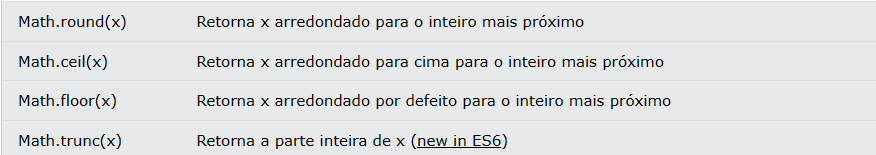 Math.round(x) Retorna x arredondado para o inteiro mais próximo
Math.ceil(x) Retorna x arredondado para cima para o inteiro mais próximo
Math.floor(x) Retorna x arredondado por defeito para o inteiro mais próximo
Math.trunc(x) Retorna a parte inteira de x (new in ES6)